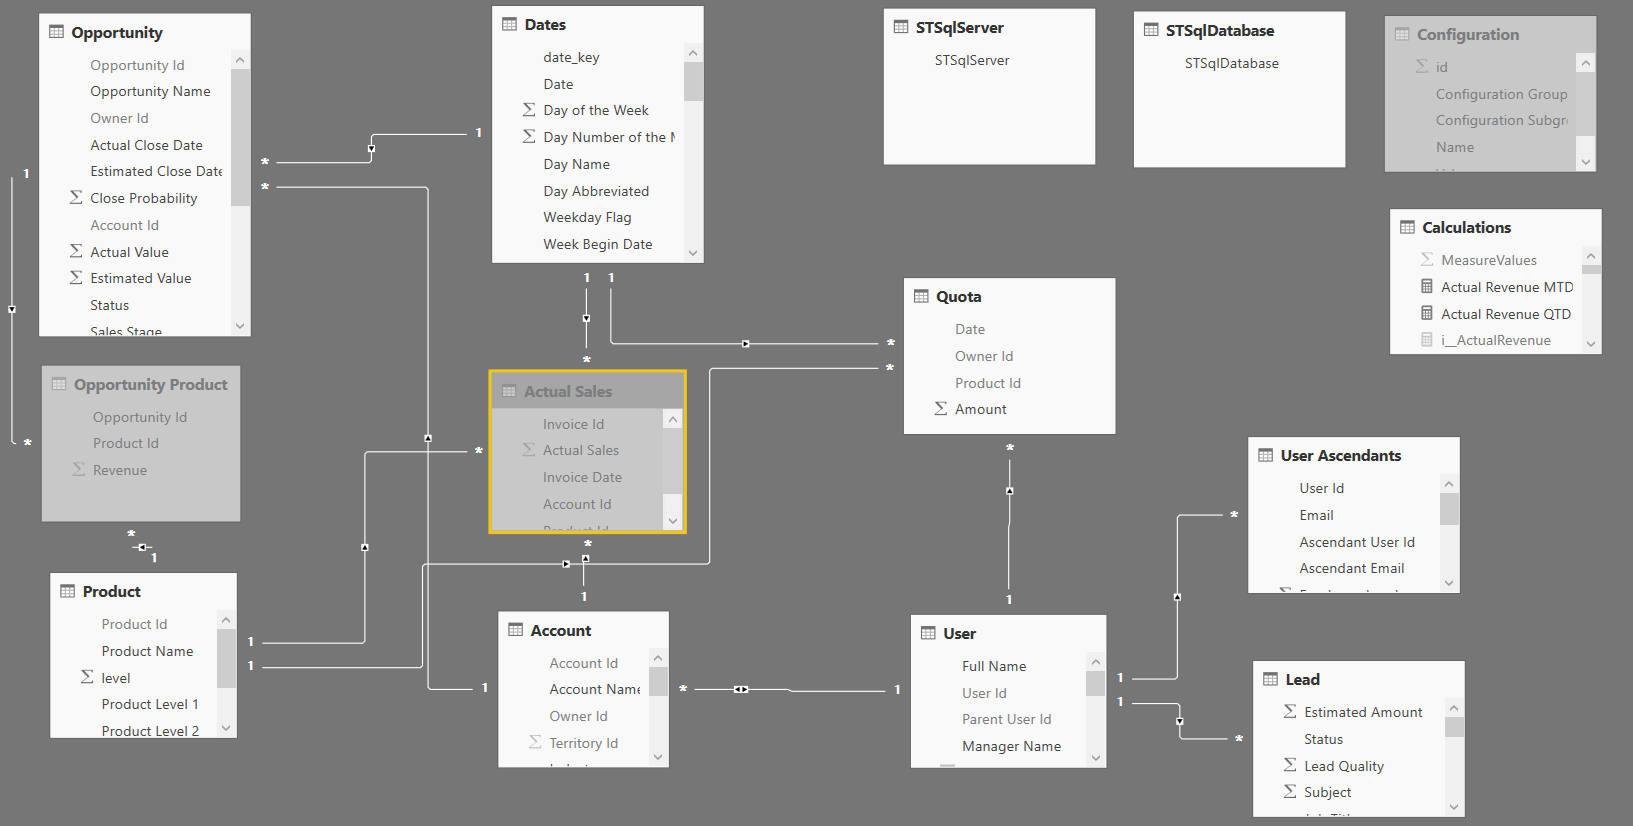 Opportunity
Opportunity Id
Opportunity Name
Owner Id
Actual Close Date
Estimated Close Date
Close Probability
Account Id
Actual Value
Estimated Value
Status
Sales Stage
Dates
date_key
Date
Day of the Week
Day Number of the
Day Name
Day Abbreviated
Weekday Flag
Week Begin Date
STSqlServer
STSqlServer
STSqlDatabase
STSqlDatabase
Configuration
id
Configuration Group
Configuration Subgr
Name
Calculations
MeasureValues
Actual Revenue MTD
Actual Revenue QTD
i__ActualRevenue
Quota
Date
Owner Id
Product Id
Amount
Opportunity Product
Opportunity Id
Product Id
Revenue
Actual Sales
Invoice Id
Actual Sales
Invoice Date
Account Id
Product Id
User Ascendants
User Id
Email
Ascendant User Id
Ascendant Email
Product
Product Id
Product Name
level
Product Level 1
Product Level 2
Account
Account Id
Account Name
Owner Id
Territory Id
User
Full Name
User Id
Parent User Id
Manager Name
Lead
Estimated Amount
Status
Lead Quality
Subject
Job Title
1
*
*
1
1
*
1
1
*
*
*
*
*
1
*
1
1
1
*
1
1
*
1
*
1
1
*
*